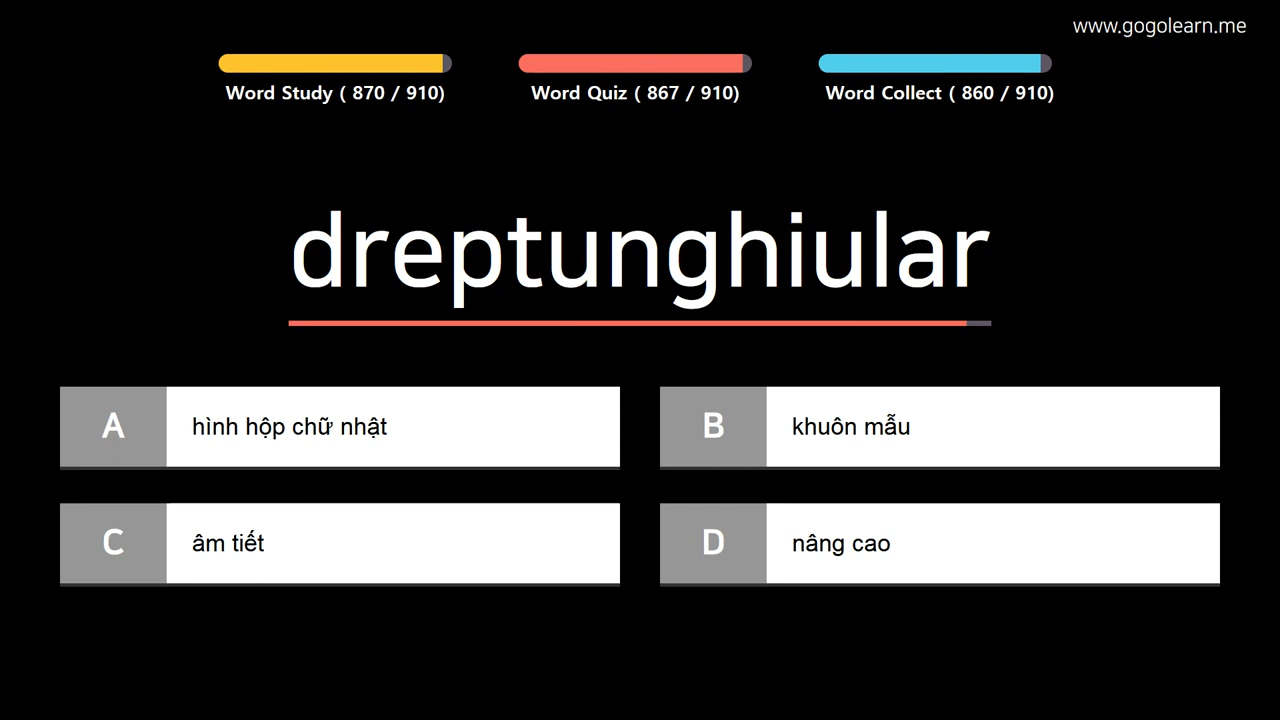 www.gogolearn.me
Word Study ( 870 / 910)
Word Quiz ( 867 / 910)
Word Collect ( 860 / 910)
dreptunghiular
A
hình hộp chữ nhật
B
khuôn mẫu
C
âm tiết
D
nâng cao